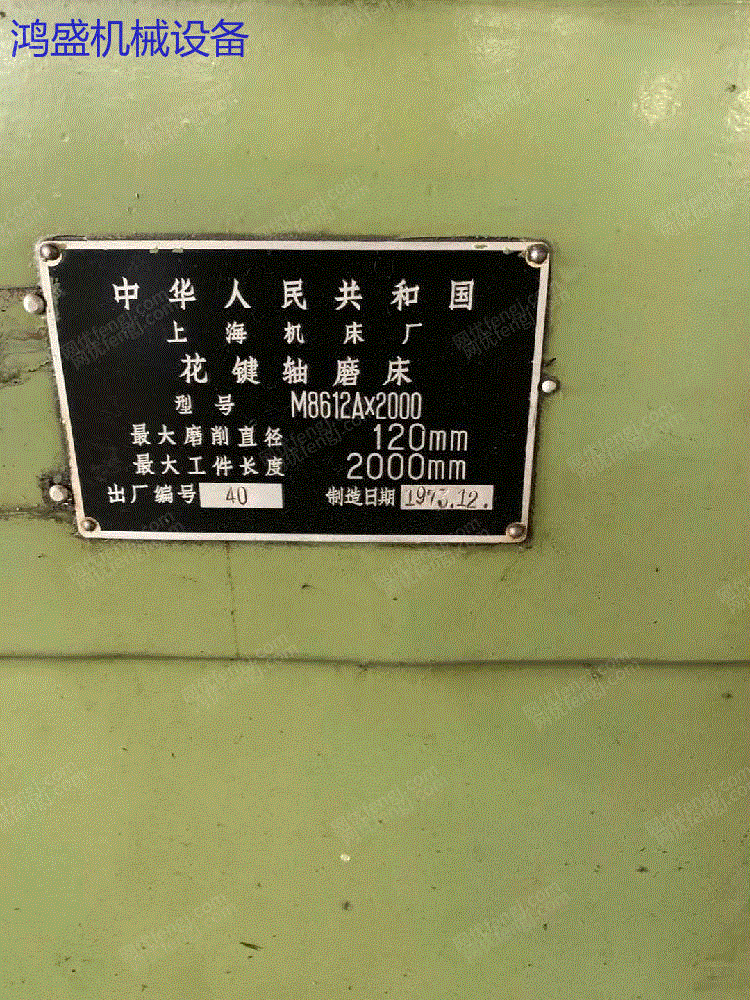 鸿盛机械设备
中华人民共和国
上海机床厂
花键轴磨床
型号 M8612A×2000
最大磨削直径 120mm
最大工件长度 2000mm
出厂编号 40 制造日期 1973.12.